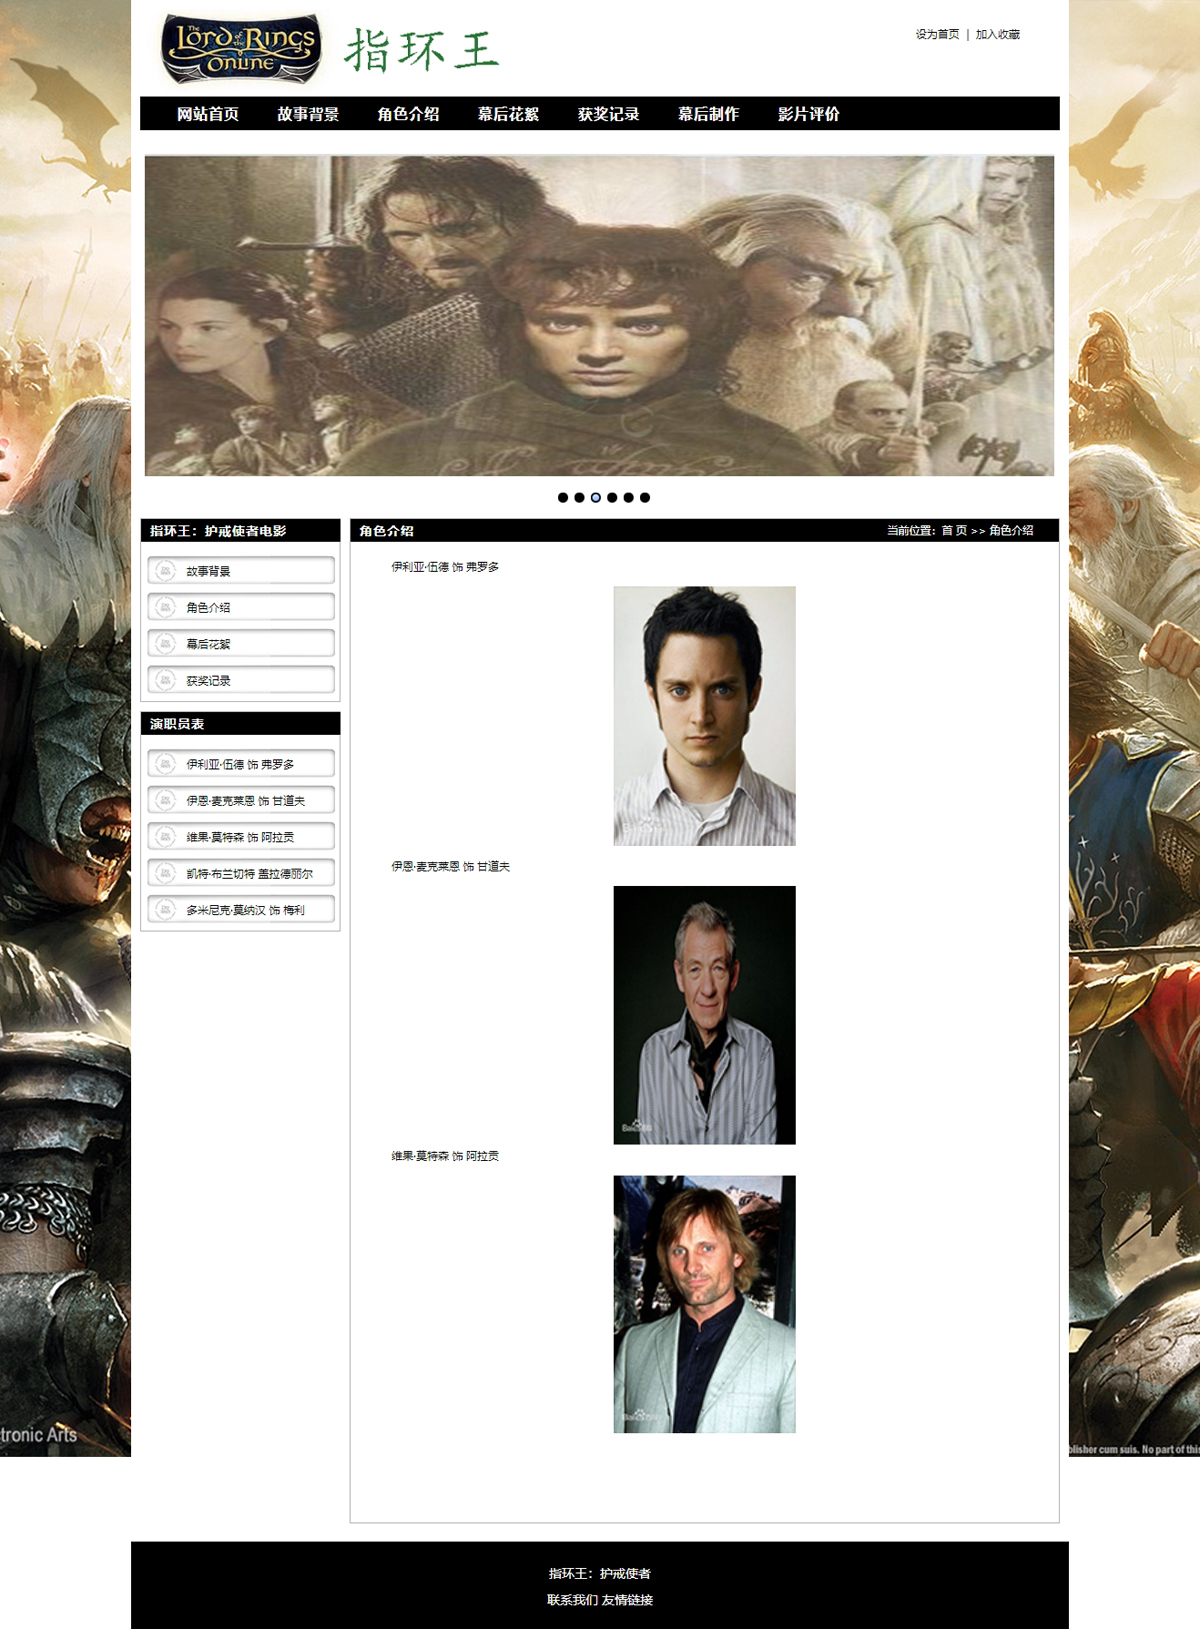 The
Lord of the Rings
Online
指环王
设为首页 | 加入收藏
网站首页 故事背景 角色介绍 幕后花絮 获奖记录 幕后制作 影片评价
指环王：护戒使者电影
故事背景
角色介绍
幕后花絮
获奖记录
演职员表
伊利亚·伍德 饰 弗罗多
伊恩·麦克莱恩 饰 甘道夫
维果·莫特森 饰 阿拉贡
凯特·布兰切特 盖拉德丽尔
多米尼克·莫纳汉 饰 梅利
角色介绍 当前位置：首 页 >> 角色介绍
伊利亚·伍德 饰 弗罗多
伊恩·麦克莱恩 饰 甘道夫
维果·莫特森 饰 阿拉贡
tronic Arts
blisher cum suis. No part of this
指环王：护戒使者
联系我们 友情链接